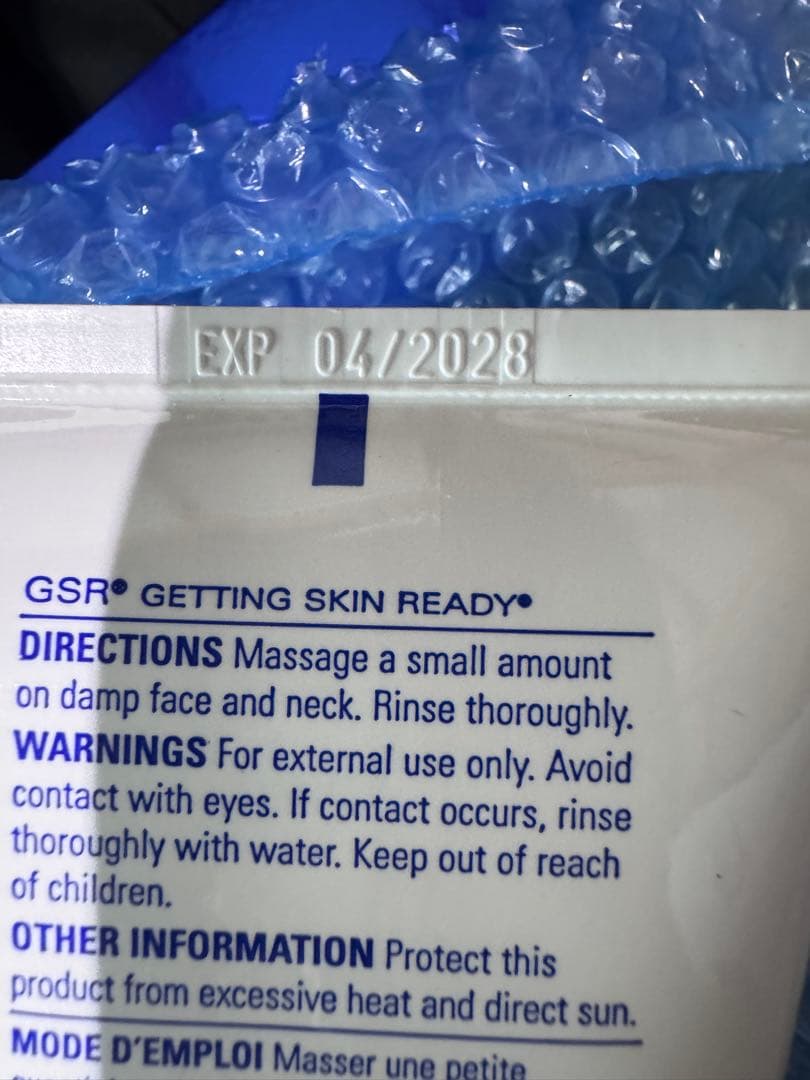 EXP 04/2028
GSR® GETTING SKIN READY®
DIRECTIONS Massage a small amount
on damp face and neck. Rinse thoroughly.
WARNINGS For external use only. Avoid
contact with eyes. If contact occurs, rinse
thoroughly with water. Keep out of reach
of children.
OTHER INFORMATION Protect this
product from excessive heat and direct sun.
MODE D'EMPLOI Masser une petite